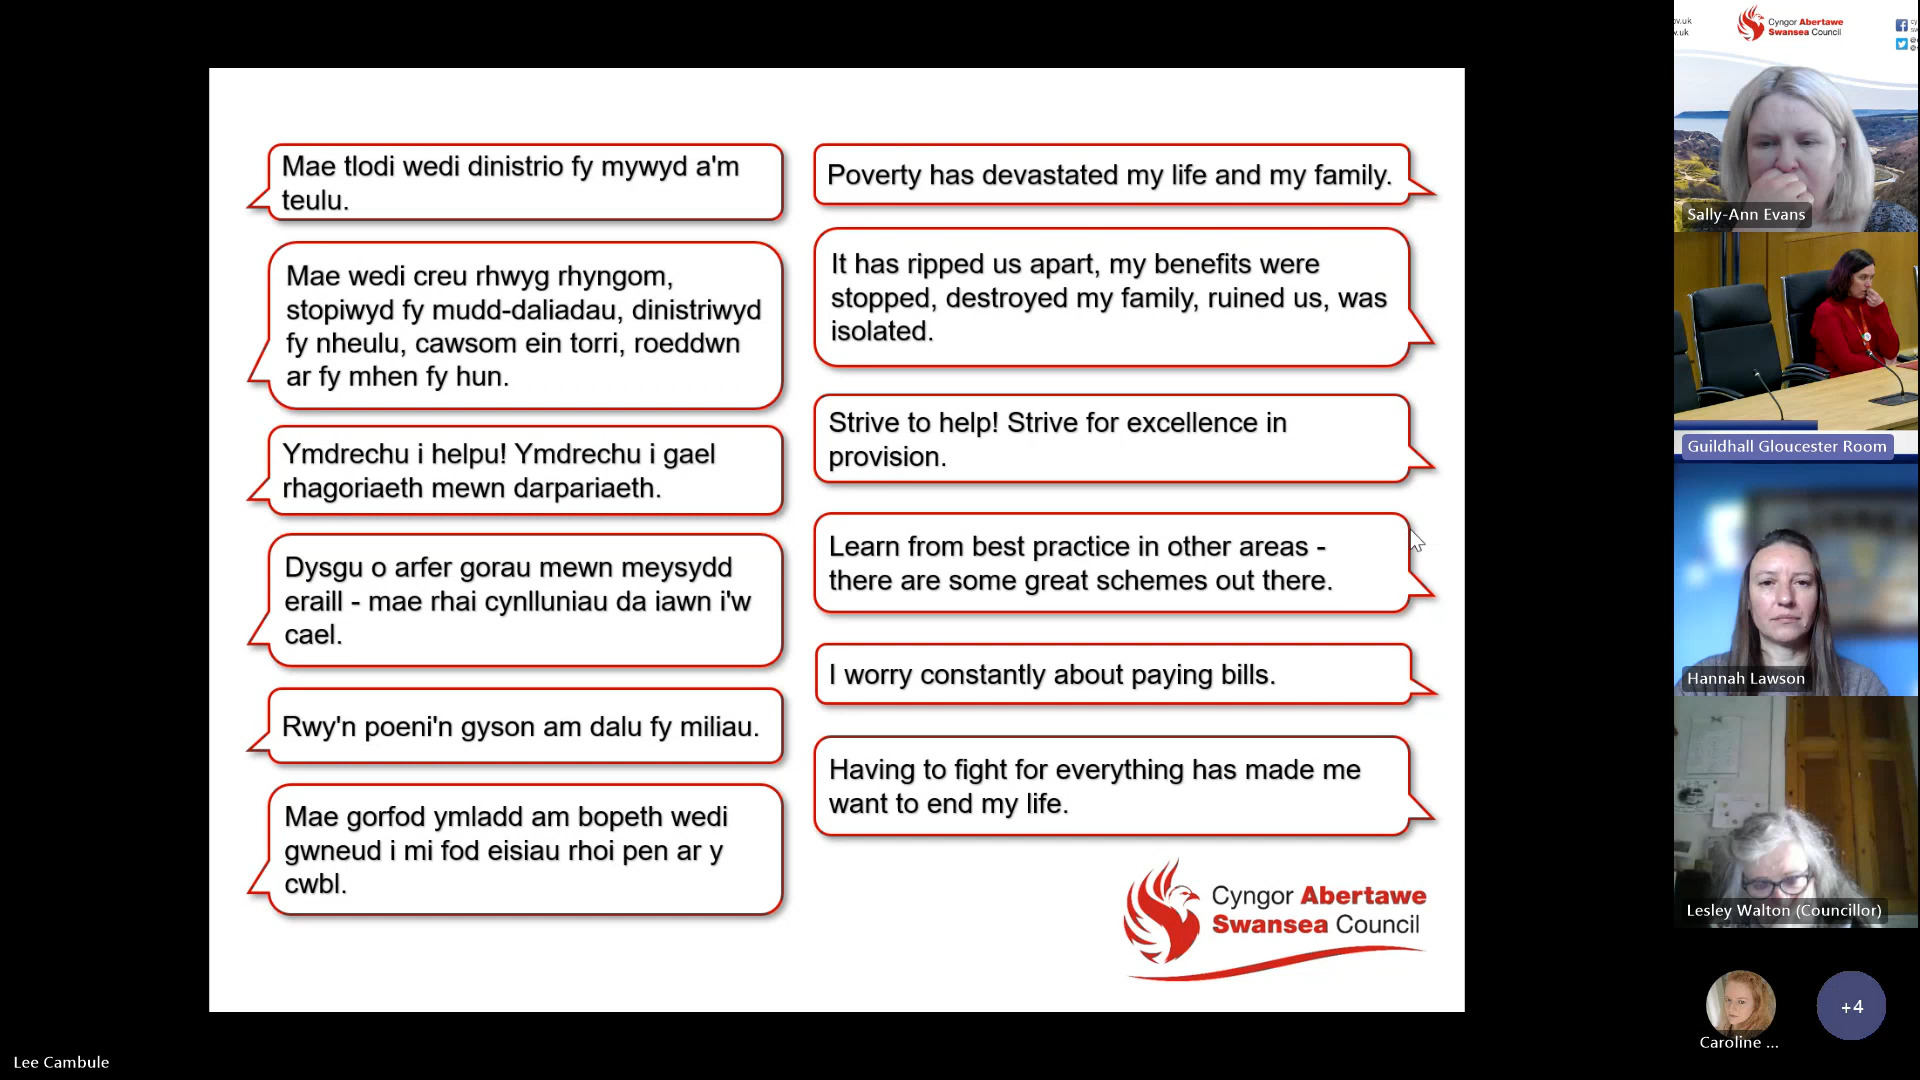 Mae tlodi wedi dinistrio fy mywyd a'm
teulu.
Mae wedi creu rhwyg rhyngom,
stopiwyd fy mudd-daliadau, dinistriwyd
fy nheulu, cawsom ein torri, roeddwn
ar fy mhen fy hun.
Ymdrechu i helpu! Ymdrechu i gael
rhagoriaeth mewn darpariaeth.
Dysgu o arfer gorau mewn meysydd
eraill - mae rhai cynlluniau da iawn i'w
cael.
Rwy'n poeni'n gyson am dalu fy miliau.
Mae gorfod ymladd am bopeth wedi
gwneud i mi fod eisiau rhoi pen ar y
cwbl.
Poverty has devastated my life and my family.
It has ripped us apart, my benefits were
stopped, destroyed my family, ruined us, was
isolated.
Strive to help! Strive for excellence in
provision.
Learn from best practice in other areas -
there are some great schemes out there.
I worry constantly about paying bills.
Having to fight for everything has made me
want to end my life.
Cyngor Abertawe
Swansea Council
Cyngor Abertawe
Swansea Council
Sally-Ann Evans
Guildhall Gloucester Room
Hannah Lawson
Lesley Walton (Councillor)
Caroline ...
+4
Lee Cambule